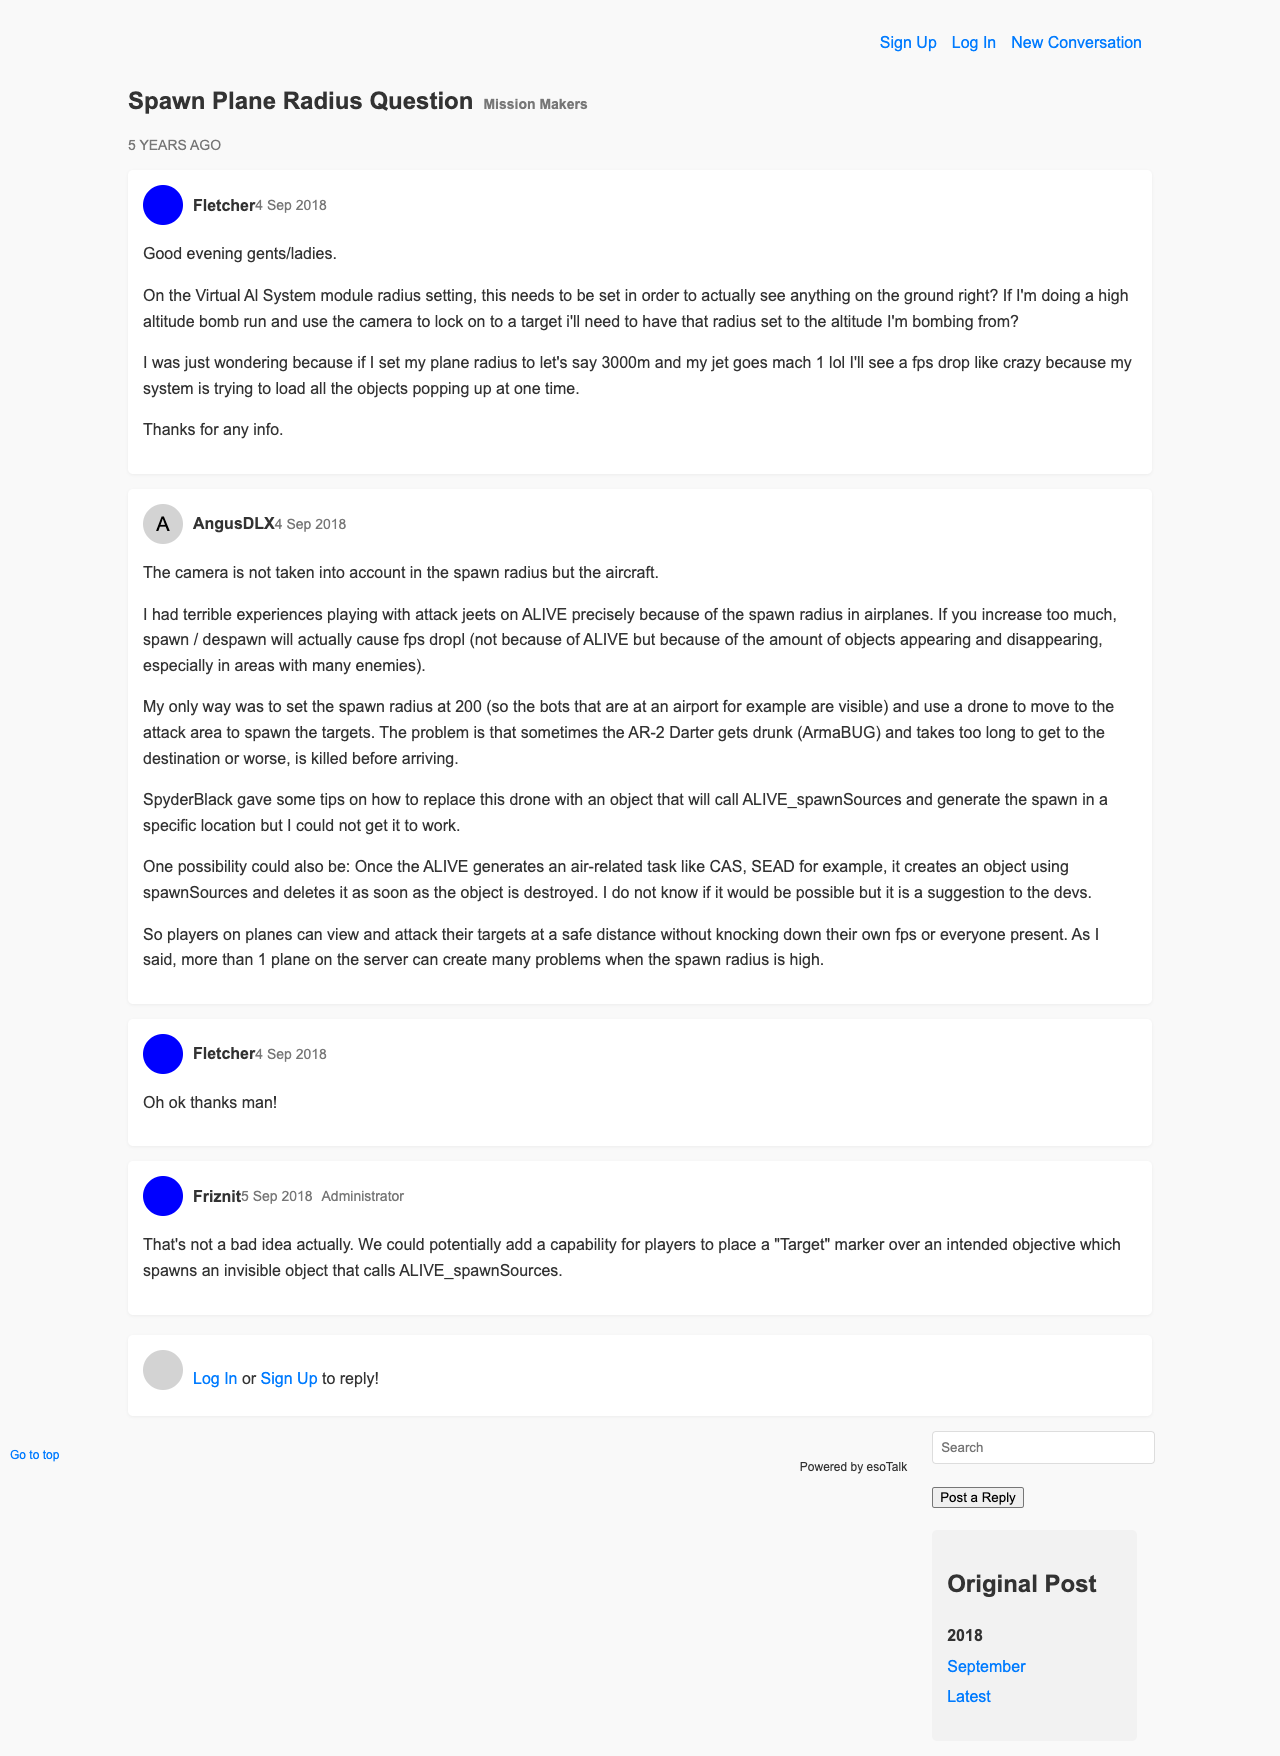 Sign Up Log In New Conversation
Spawn Plane Radius Question Mission Makers
5 YEARS AGO
Fletcher4 Sep 2018
Good evening gents/ladies.
On the Virtual AI System module radius setting, this needs to be set in order to actually see anything on the ground right? If I'm doing a high
altitude bomb run and use the camera to lock on to a target i'll need to have that radius set to the altitude I'm bombing from?
I was just wondering because if I set my plane radius to let's say 3000m and my jet goes mach 1 lol I'll see a fps drop like crazy because my
system is trying to load all the objects popping up at one time.
Thanks for any info.
A AngusDLX4 Sep 2018
The camera is not taken into account in the spawn radius but the aircraft.
I had terrible experiences playing with attack jeets on ALIVE precisely because of the spawn radius in airplanes. If you increase too much,
spawn / despawn will actually cause fps dropl (not because of ALIVE but because of the amount of objects appearing and disappearing,
especially in areas with many enemies).
My only way was to set the spawn radius at 200 (so the bots that are at an airport for example are visible) and use a drone to move to the
attack area to spawn the targets. The problem is that sometimes the AR-2 Darter gets drunk (ArmaBUG) and takes too long to get to the
destination or worse, is killed before arriving.
SpyderBlack gave some tips on how to replace this drone with an object that will call ALIVE_spawnSources and generate the spawn in a
specific location but I could not get it to work.
One possibility could also be: Once the ALIVE generates an air-related task like CAS, SEAD for example, it creates an object using
spawnSources and deletes it as soon as the object is destroyed. I do not know if it would be possible but it is a suggestion to the devs.
So players on planes can view and attack their targets at a safe distance without knocking down their own fps or everyone present. As I
said, more than 1 plane on the server can create many problems when the spawn radius is high.
Fletcher4 Sep 2018
Oh ok thanks man!
Friznit5 Sep 2018 Administrator
That's not a bad idea actually. We could potentially add a capability for players to place a "Target" marker over an intended objective which
spawns an invisible object that calls ALIVE_spawnSources.
Log In or Sign Up to reply!
Go to top
Powered by esoTalk
Search
Post a Reply
Original Post
2018
September
Latest